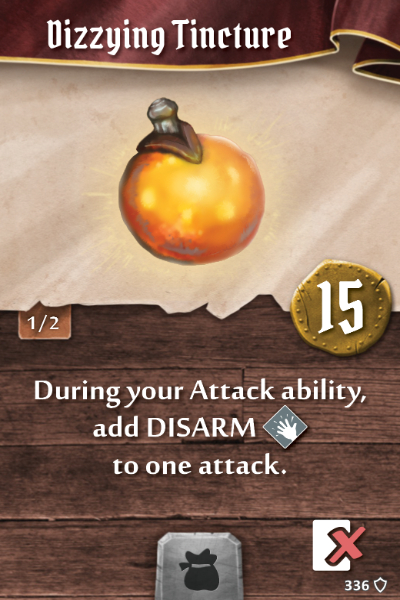 Dizzying Tincture
15
1/2
During your Attack ability,
add DISARM
to one attack.
336